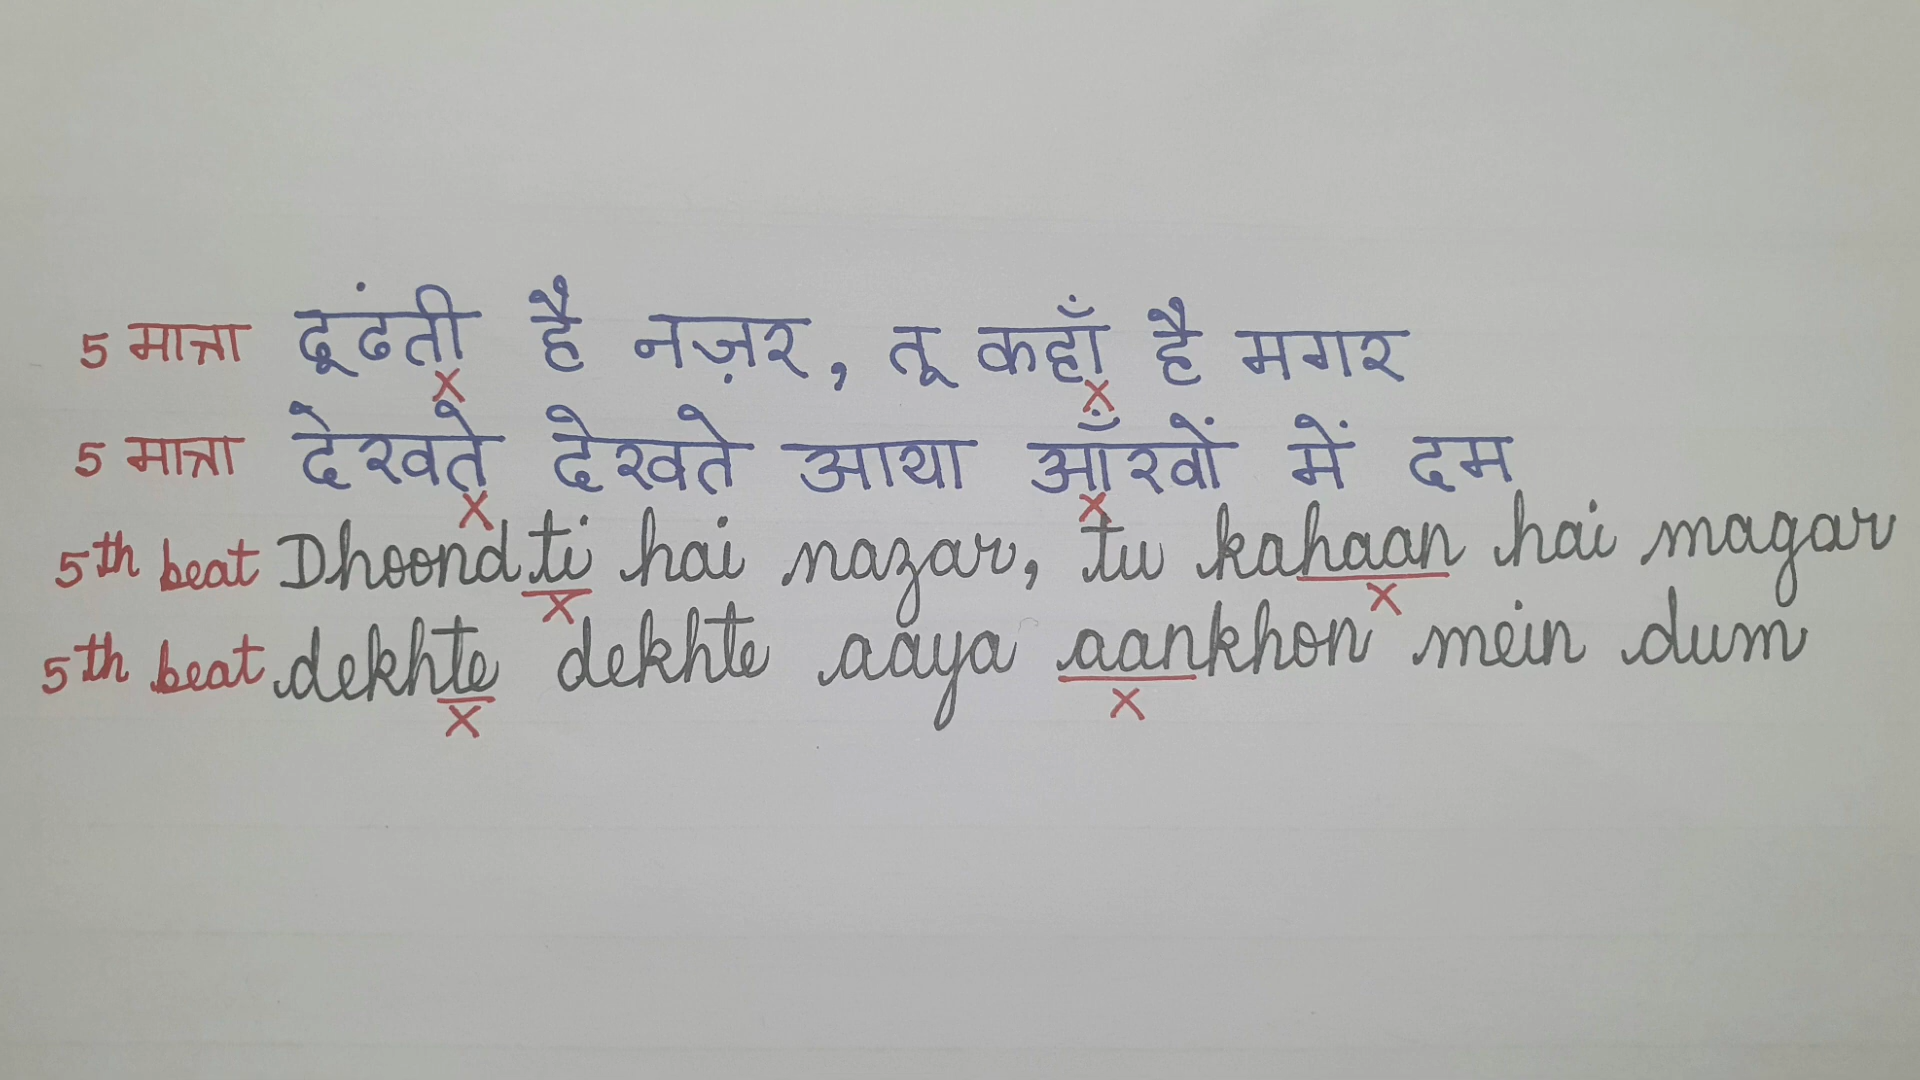 5 मात्रा ढूंढती है नज़र, तू कहाँ है मगर
x x
5 मात्रा देखते देखते आया आँखों में दम
x x
5th beat Dhoondti hai nazar, tu kahaan hai magar
x x
5th beat dekhte dekhte aaya aankhon mein dum
x x